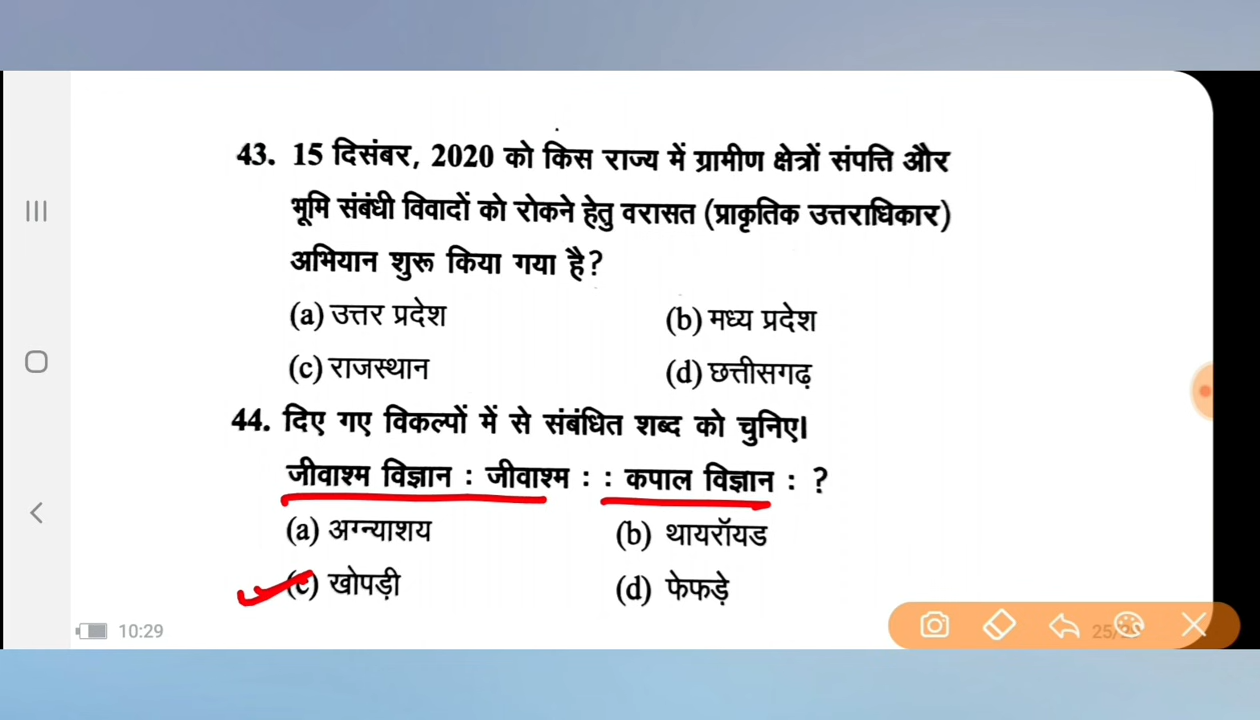 43. 15 दिसंबर, 2020 को किस राज्य में ग्रामीण क्षेत्रों संपत्ति और
भूमि संबंधी विवादों को रोकने हेतु वरासत (प्राकृतिक उत्तराधिकार)
अभियान शुरू किया गया है?
(a) उत्तर प्रदेश (b) मध्य प्रदेश
(c) राजस्थान (d) छत्तीसगढ़
44. दिए गए विकल्पों में से संबंधित शब्द को चुनिए।
जीवाश्म विज्ञान : जीवाश्म : : कपाल विज्ञान : ?
(a) अग्न्याशय (b) थायरॉयड
(c) खोपड़ी (d) फेफड़े
10:29